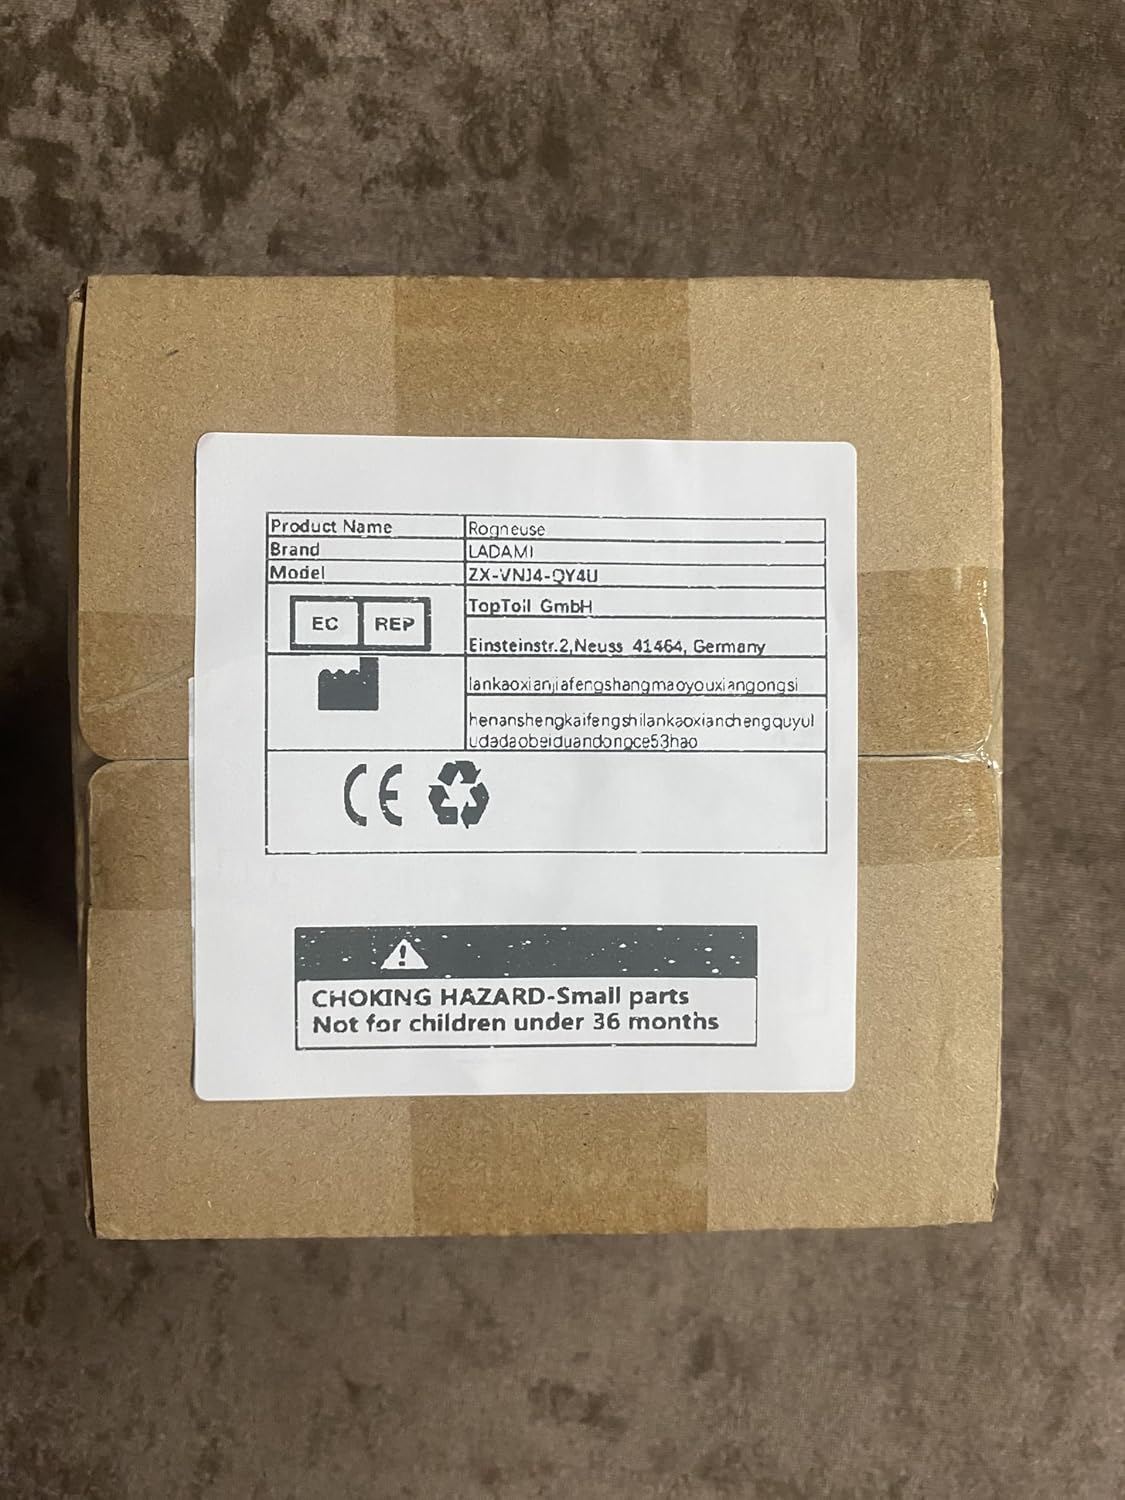 Product Name Rogneuse
Brand LADAMI
Model ZX-VNJ4-QY4U
EC REP TopToil GmbH
Einsteinstr.2,Neuss 41464, Germany
lankaoxianjiafengshangmaoyouxiangongsi
henanshengkaifengshilankaoxianchengquyul
udadaobeiduandongce53hao
CE
CHOKING HAZARD-Small parts
Not for children under 36 months